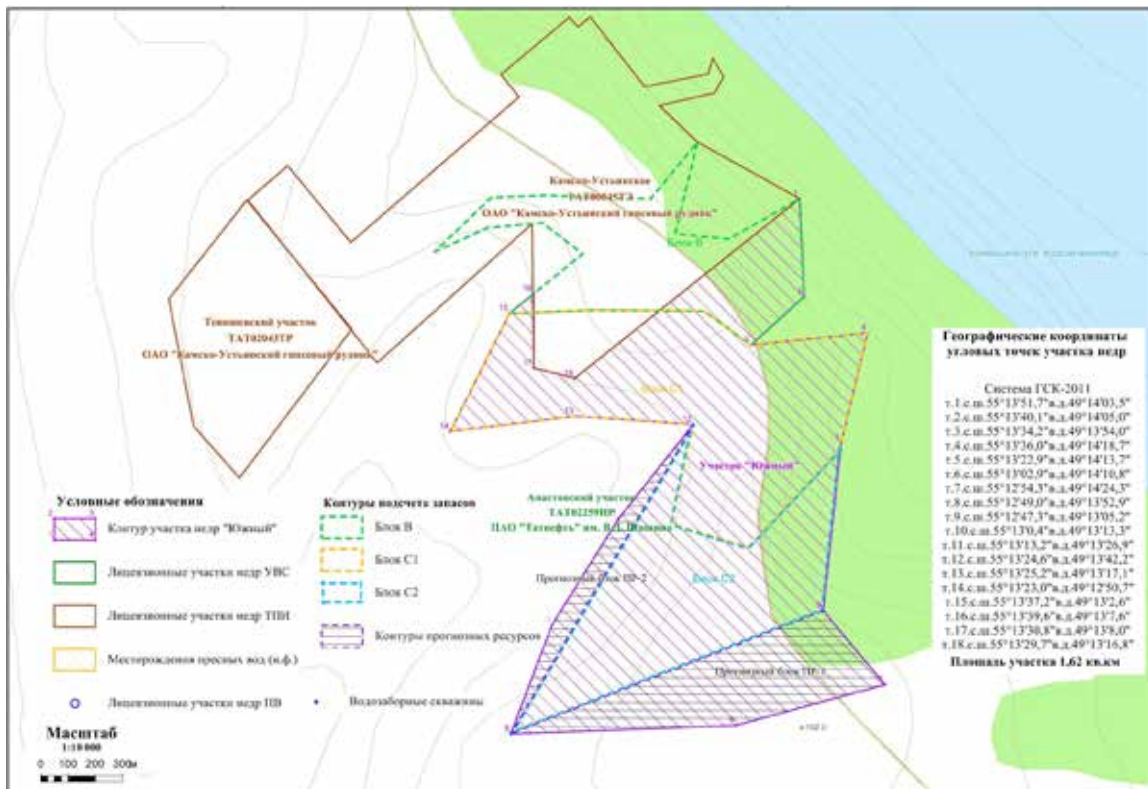 Камско-Устьинское
ОАО "Камско-Устьинский гипсовый рудник"
Блок В
ТАТ02043ТР
ОАО "Камско-Устьинский гипсовый рудник"
Участок "Южный"
ТАТ02259НР
ПАО "Татнефть" им. В.Д. Шашина
Прогнозный блок ПР-2
Блок С2
Прогнозный блок ПР-1
Географические координаты
угловых точек участка недр
Система ГСК-2011
т.1.с.ш.55°13'51,7"в.д.49°14'03,5"
т.2.с.ш.55°13'40,1"в.д.49°14'05,0"
т.3.с.ш.55°13'34,2"в.д.49°13'54,0"
т.4.с.ш.55°13'36,0"в.д.49°14'18,7"
т.5.с.ш.55°13'22,9"в.д.49°14'13,7"
т.6.с.ш.55°13'02,9"в.д.49°14'10,8"
т.7.с.ш.55°12'54,3"в.д.49°14'24,3"
т.8.с.ш.55°12'49,0"в.д.49°13'52,9"
т.9.с.ш.55°12'47,3"в.д.49°13'05,2"
т.10.с.ш.55°13'0,4"в.д.49°13'13,3"
т.11.с.ш.55°13'13,2"в.д.49°13'26,9"
т.12.с.ш.55°13'24,6"в.д.49°13'42,2"
т.13.с.ш.55°13'25,2"в.д.49°13'17,1"
т.14.с.ш.55°13'23,0"в.д.49°12'50,7"
т.15.с.ш.55°13'37,2"в.д.49°13'2,6"
т.16.с.ш.55°13'39,6"в.д.49°13'7,6"
т.17.с.ш.55°13'30,8"в.д.49°13'8,0"
т.18.с.ш.55°13'29,7"в.д.49°13'16,8"
Площадь участка 1,62 кв.км
Условные обозначения
Контур участка недр "Южный"
Лицензионные участки недр УВС
Лицензионные участки недр ТПИ
Месторождения пресных вод (н.ф.)
Лицензионные участки недр ПВ
Контуры подсчета запасов
Блок В
Блок С1
Блок С2
Контуры прогнозных ресурсов
Водозаборные скважины
Масштаб
1:10 000
0 100 200 300м